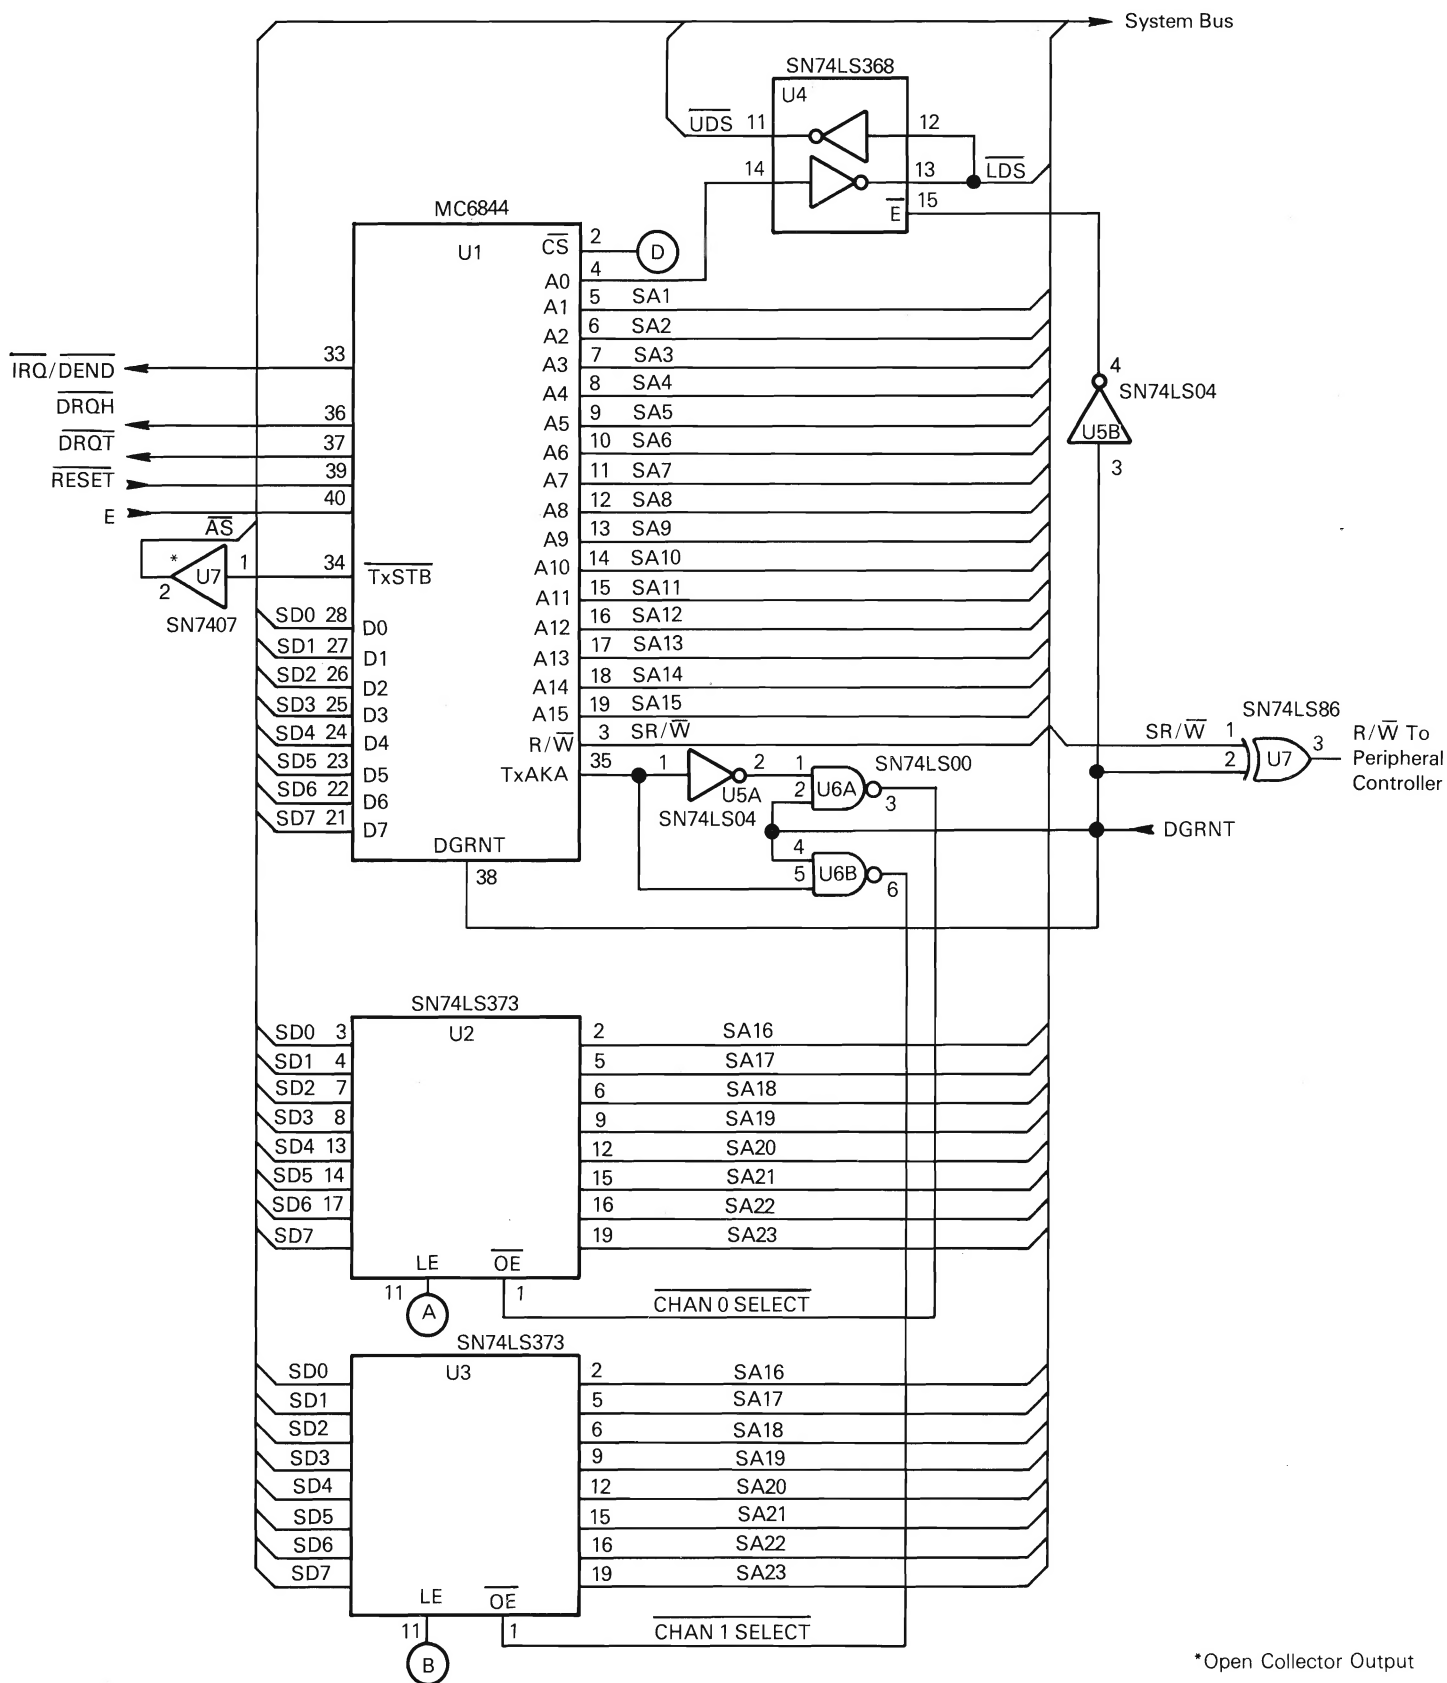 System Bus
SN74LS368
U4
UDS 11
12
14
13 LDS
E 15
MC6844
U1
CS 2 D
A0 4
A1 5 SA1
A2 6 SA2
A3 7 SA3
A4 8 SA4
A5 9 SA5
A6 10 SA6
A7 11 SA7
A8 12 SA8
A9 13 SA9
A10 14 SA10
A11 15 SA11
A12 16 SA12
A13 17 SA13
A14 18 SA14
A15 19 SA15
R/W 3 SR/W
TxAKA 35
DGRNT
38
IRQ/DEND 33
DRQH 36
DRQT 37
RESET 39
E 40
AS
* U7 1 34 TxSTB
2
SN7407
SD0 28 D0
SD1 27 D1
SD2 26 D2
SD3 25 D3
SD4 24 D4
SD5 23 D5
SD6 22 D6
SD7 21 D7
4
SN74LS04
U5B
3
SN74LS86
SR/W 1
2 U7 3
R/W To
Peripheral
Controller
DGRNT
1 2
U5A
SN74LS04
SN74LS00
1
2 U6A 3
4
5 U6B 6
SN74LS373
U2
SD0 3 2 SA16
SD1 4 5 SA17
SD2 7 6 SA18
SD3 8 9 SA19
SD4 13 12 SA20
SD5 14 15 SA21
SD6 17 16 SA22
SD7 19 SA23
LE OE
11 1
A
CHAN 0 SELECT
SN74LS373
U3
SD0 2 SA16
SD1 5 SA17
SD2 6 SA18
SD3 9 SA19
SD4 12 SA20
SD5 15 SA21
SD6 16 SA22
SD7 19 SA23
LE OE
11 1
B
CHAN 1 SELECT
*Open Collector Output